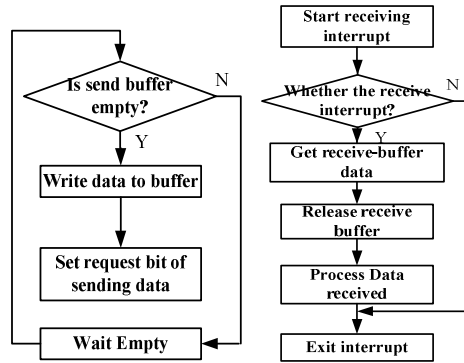 Is send buffer
empty?
N
Y
Write data to buffer
Set request bit of
sending data
Wait Empty
Start receiving
interrupt
Whether the receive
interrupt?
N
Y
Get receive-buffer
data
Release receive
buffer
Process Data
received
Exit interrupt